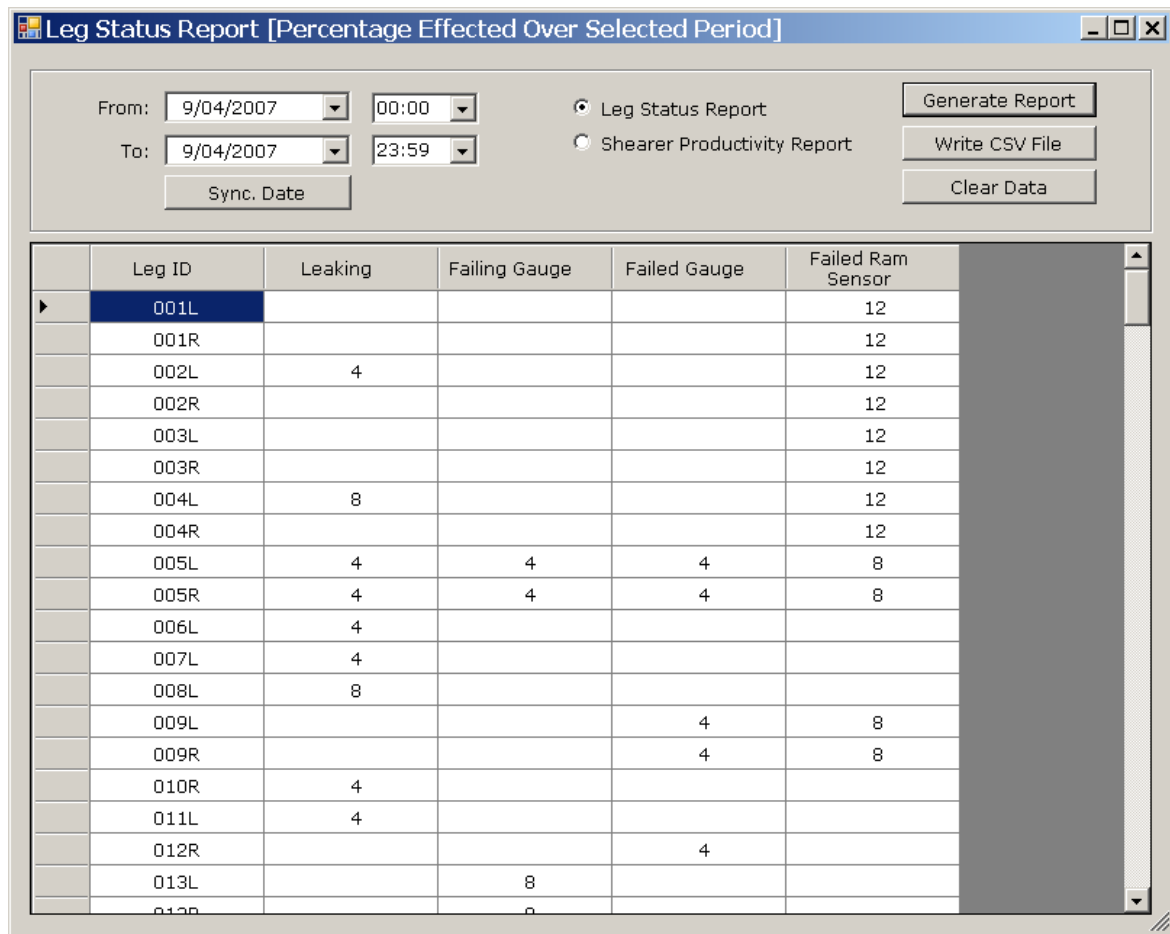 Leg Status Report [Percentage Effected Over Selected Period]
From: 9/04/2007 00:00
To: 9/04/2007 23:59
Sync. Date
Leg Status Report
Shearer Productivity Report
Generate Report
Write CSV File
Clear Data
Leg ID Leaking Failing Gauge Failed Gauge Failed Ram Sensor
001L 12
001R 12
002L 4 12
002R 12
003L 12
003R 12
004L 8 12
004R 12
005L 4 4 4 8
005R 4 4 4 8
006L 4
007L 4
008L 8
009L 4 8
009R 4 8
010R 4
011L 4
012R 4
013L 8